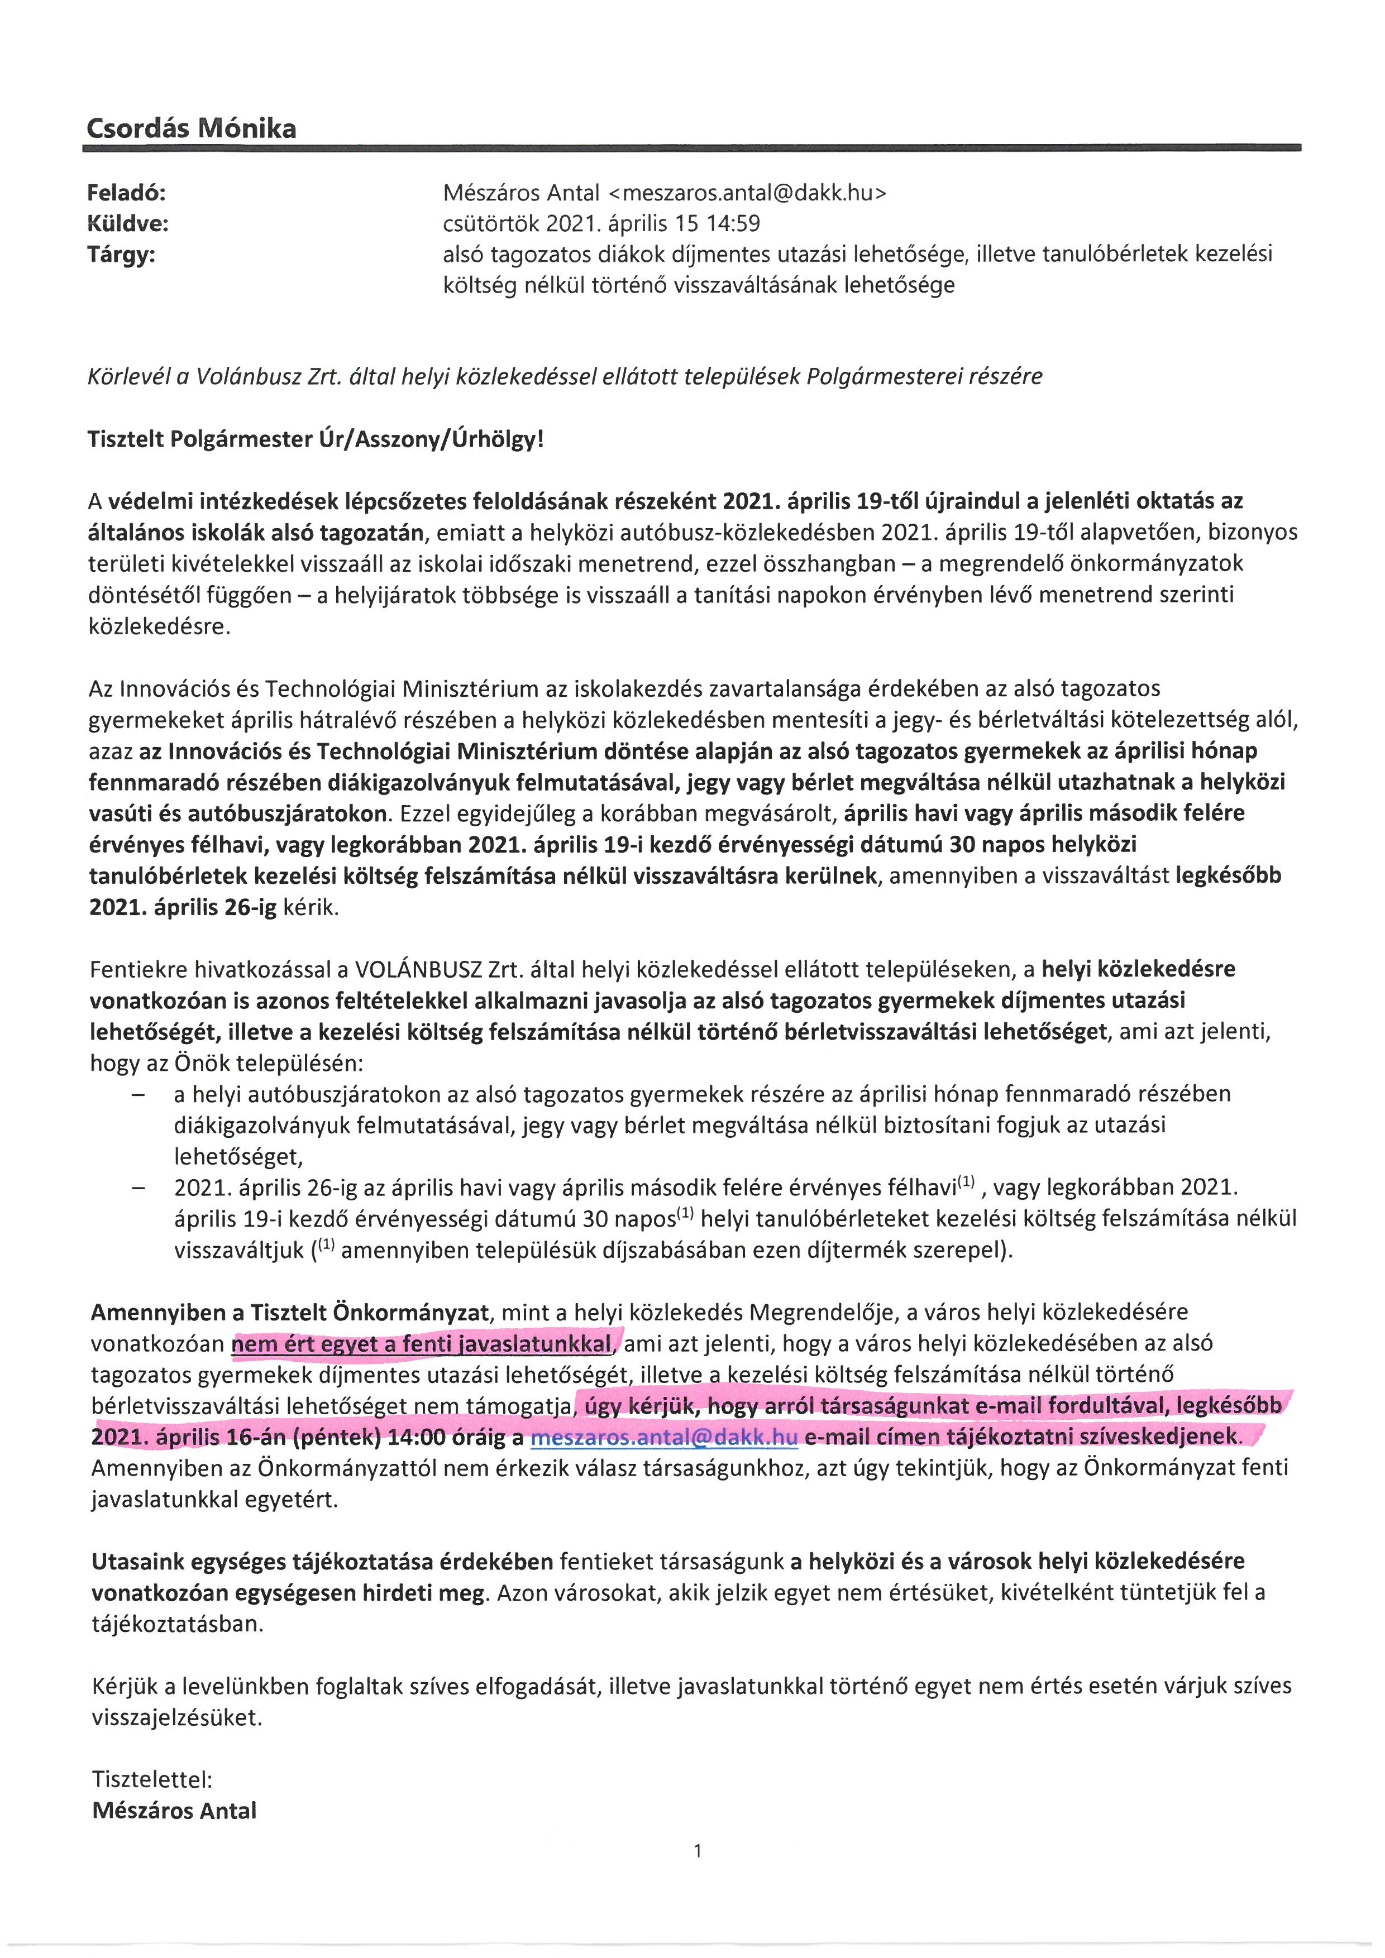 Csordás Mónika
Feladó: Mészáros Antal <meszaros.antal@dakk.hu>
Küldve: csütörtök 2021. április 15 14:59
Tárgy: alsó tagozatos diákok díjmentes utazási lehetősége, illetve tanulóbérletek kezelési
költség nélkül történő visszaváltásának lehetősége
Körlevél a Volánbusz Zrt. által helyi közlekedéssel ellátott települések Polgármesterei részére
Tisztelt Polgármester Úr/Asszony/Úrhölgy!
A védelmi intézkedések lépcsőzetes feloldásának részeként 2021. április 19-től újraindul a jelenléti oktatás az
általános iskolák alsó tagozatán, emiatt a helyközi autóbusz-közlekedésben 2021. április 19-től alapvetően, bizonyos
területi kivételekkel visszaáll az iskolai időszaki menetrend, ezzel összhangban – a megrendelő önkormányzatok
döntésétől függően – a helyijáratok többsége is visszaáll a tanítási napokon érvényben lévő menetrend szerinti
közlekedésre.
Az Innovációs és Technológiai Minisztérium az iskolakezdés zavartalansága érdekében az alsó tagozatos
gyermekeket április hátralévő részében a helyközi közlekedésben mentesíti a jegy- és bérletváltási kötelezettség alól,
azaz az Innovációs és Technológiai Minisztérium döntése alapján az alsó tagozatos gyermekek az áprilisi hónap
fennmaradó részében diákigazolványuk felmutatásával, jegy vagy bérlet megváltása nélkül utazhatnak a helyközi
vasúti és autóbuszjáratokon. Ezzel egyidejűleg a korábban megvásárolt, április havi vagy április második felére
érvényes félhavi, vagy legkorábban 2021. április 19-i kezdő érvényességi dátumú 30 napos helyközi
tanulóbérletek kezelési költség felszámítása nélkül visszaváltásra kerülnek, amennyiben a visszaváltást legkésőbb
2021. április 26-ig kérik.
Fentiekre hivatkozással a VOLÁNBUSZ Zrt. által helyi közlekedéssel ellátott településeken, a helyi közlekedésre
vonatkozóan is azonos feltételekkel alkalmazni javasolja az alsó tagozatos gyermekek díjmentes utazási
lehetőségét, illetve a kezelési költség felszámítása nélkül történő bérletvisszaváltási lehetőséget, ami azt jelenti,
hogy az Önök településén:
– a helyi autóbuszjáratokon az alsó tagozatos gyermekek részére az áprilisi hónap fennmaradó részében
diákigazolványuk felmutatásával, jegy vagy bérlet megváltása nélkül biztosítani fogjuk az utazási
lehetőséget,
– 2021. április 26-ig az április havi vagy április második felére érvényes félhavi(1) , vagy legkorábban 2021.
április 19-i kezdő érvényességi dátumú 30 napos(1) helyi tanulóbérleteket kezelési költség felszámítása nélkül
visszaváltjuk ((1) amennyiben településük díjszabásában ezen díjtermék szerepel).
Amennyiben a Tisztelt Önkormányzat, mint a helyi közlekedés Megrendelője, a város helyi közlekedésére
vonatkozóan nem ért egyet a fenti javaslatunkkal, ami azt jelenti, hogy a város helyi közlekedésében az alsó
tagozatos gyermekek díjmentes utazási lehetőségét, illetve a kezelési költség felszámítása nélkül történő
bérletvisszaváltási lehetőséget nem támogatja, úgy kérjük, hogy arról társaságunkat e-mail fordultával, legkésőbb
2021. április 16-án (péntek) 14:00 óráig a meszaros.antal@dakk.hu e-mail címen tájékoztatni szíveskedjenek.
Amennyiben az Önkormányzattól nem érkezik válasz társaságunkhoz, azt úgy tekintjük, hogy az Önkormányzat fenti
javaslatunkkal egyetért.
Utasaink egységes tájékoztatása érdekében fentieket társaságunk a helyközi és a városok helyi közlekedésére
vonatkozóan egységesen hirdeti meg. Azon városokat, akik jelzik egyet nem értésüket, kivételként tüntetjük fel a
tájékoztatásban.
Kérjük a levelünkben foglaltak szíves elfogadását, illetve javaslatunkkal történő egyet nem értés esetén várjuk szíves
visszajelzésüket.
Tisztelettel:
Mészáros Antal
1